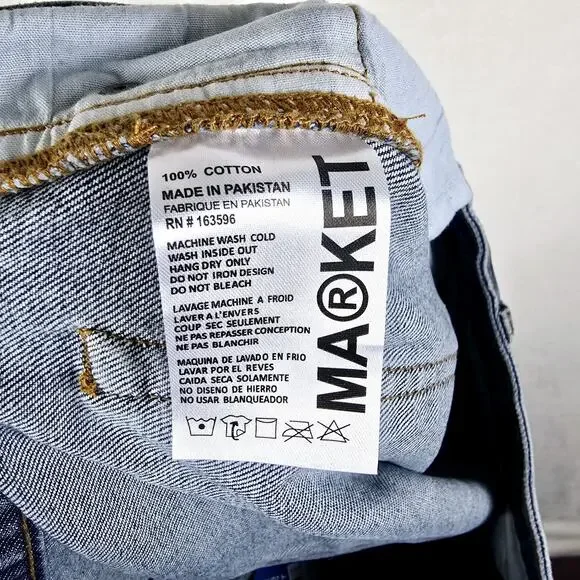 100% COTTON
MADE IN PAKISTAN
FABRIQUE EN PAKISTAN
RN # 163596
MACHINE WASH COLD
WASH INSIDE OUT
HANG DRY ONLY
DO NOT IRON DESIGN
DO NOT BLEACH
LAVAGE MACHINE A FROID
LAVER A L'ENVERS
COUP SEC SEULEMENT
NE PAS REPASSER CONCEPTION
NE PAS BLANCHIR
MAQUINA DE LAVADO EN FRIO
LAVAR POR EL REVES
CAIDA SECA SOLAMENTE
NO DISENO DE HIERRO
NO USAR BLANQUEADOR
MA®KET